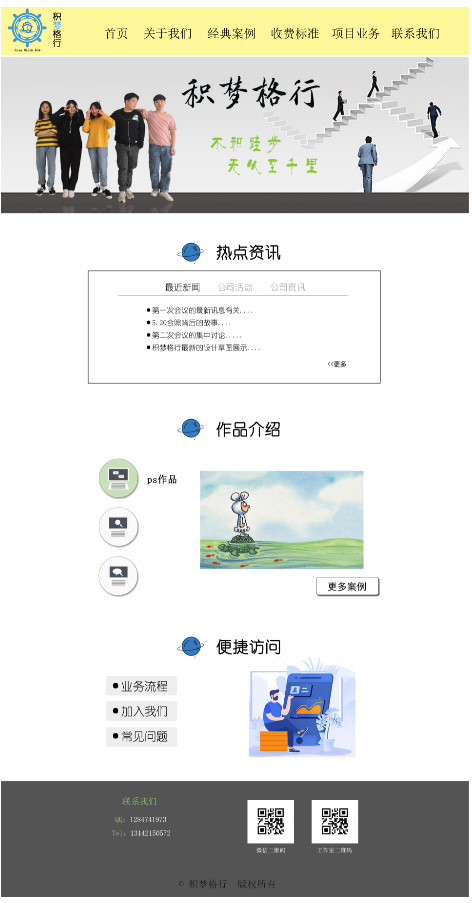 积
梦
格
行
首页 关于我们 经典案例 收费标准 项目业务 联系我们
积梦格行
不积跬步
无以至千里
热点资讯
最近新闻 公司活动 公司资讯
●第一次会议的最新讯息有关....
●5.20合照背后的故事....
●第二次会议的集中讨论.....
●积梦格行最新的设计草图展示....
<<更多
作品介绍
ps作品
更多案例
便捷访问
●业务流程
●加入我们
●常见问题
联系我们
QQ: 1284741973
Tel: 13142150572
微信二维码 工作室二维码
© 积梦格行 版权所有